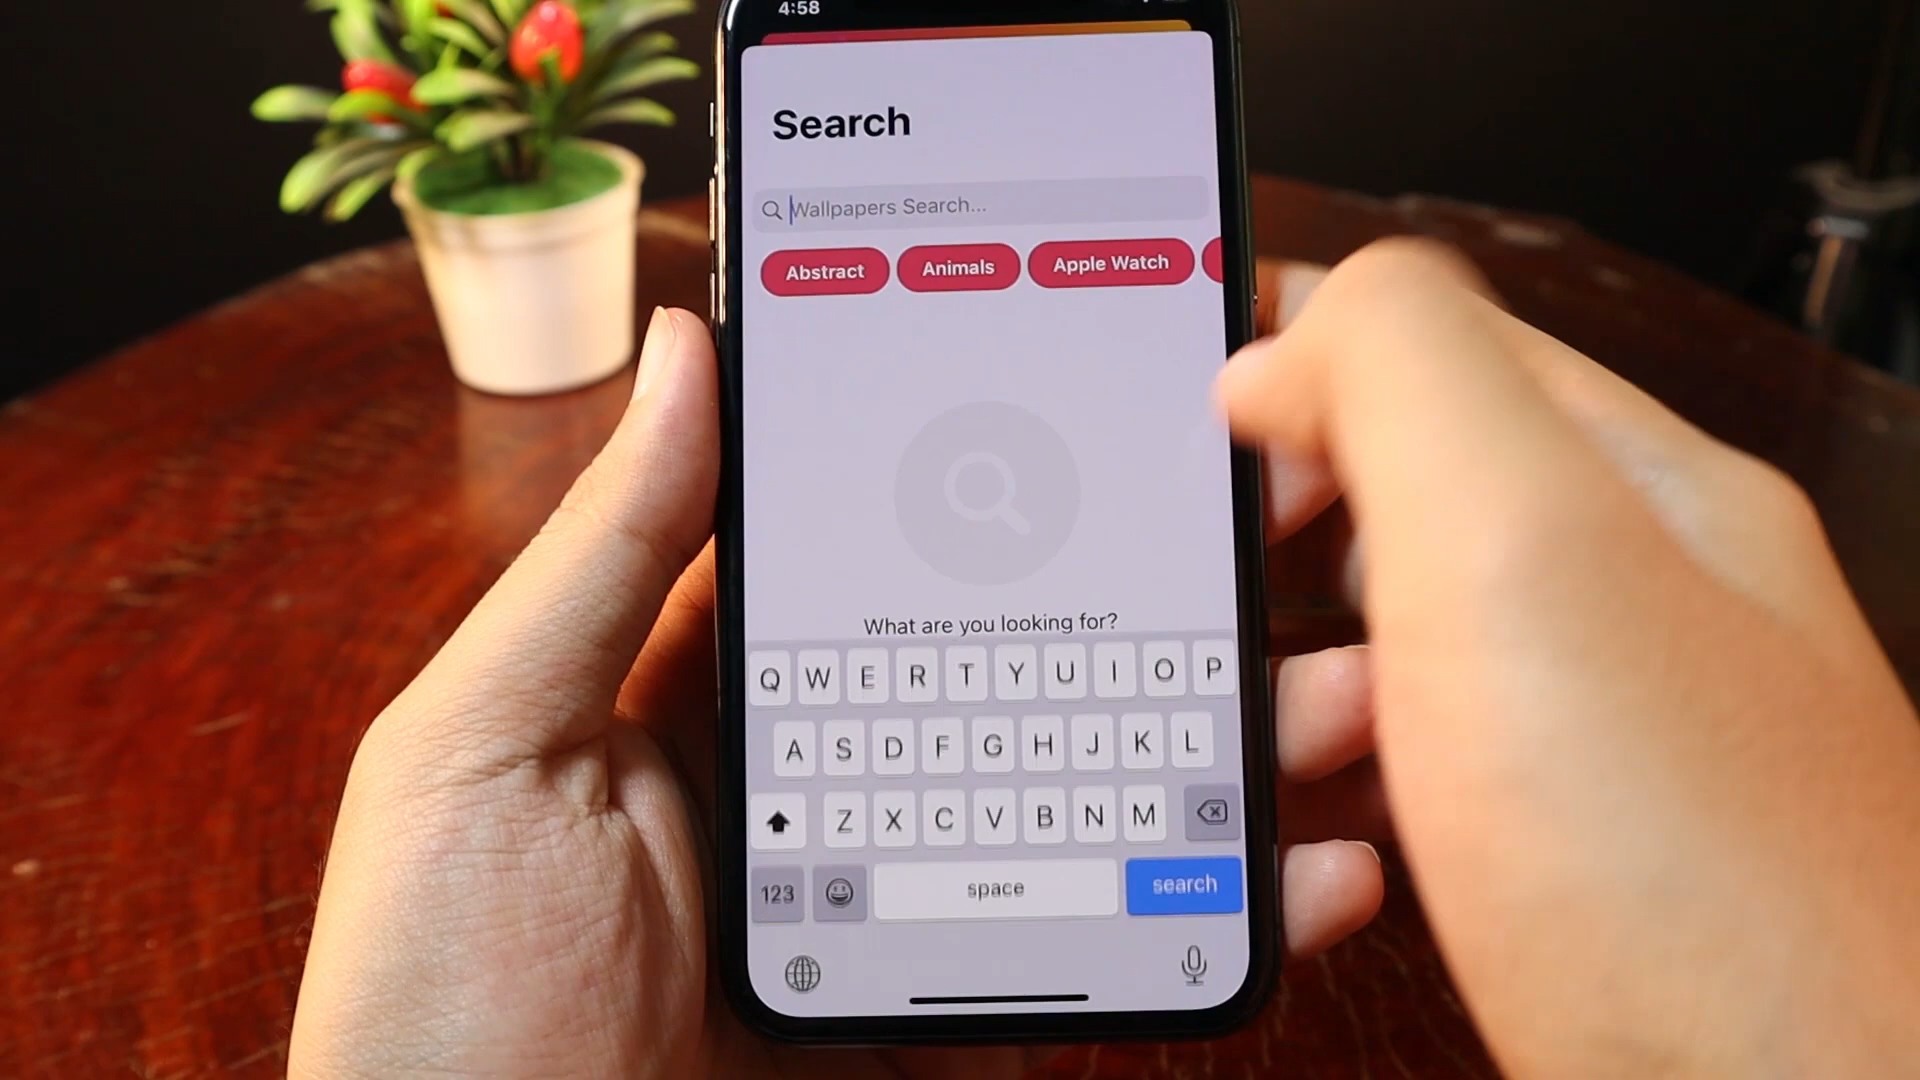 4:58
Search
Wallpapers Search...
Abstract Animals Apple Watch
What are you looking for?
Q W E R T Y U I O P
A S D F G H J K L
Z X C V B N M
123 space search